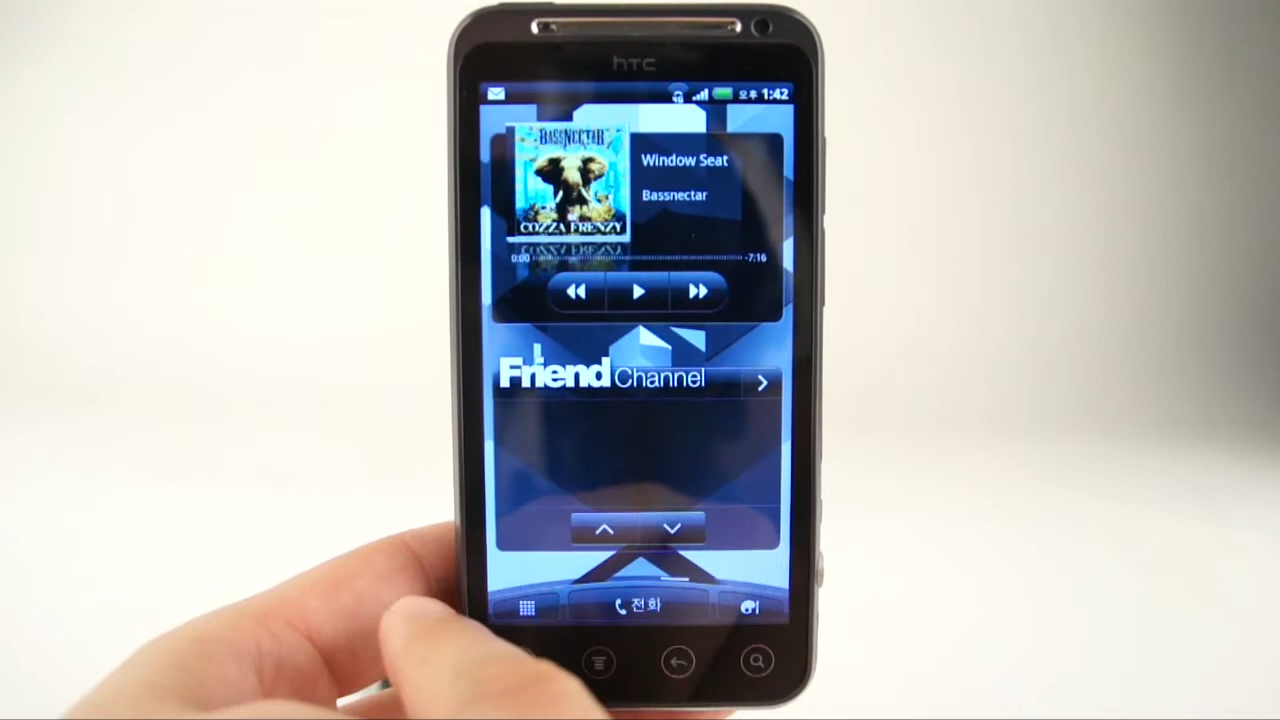 hTC
4G 오후 1:42
BASSNECTAR
COZZA FRENZY
Window Seat
Bassnectar
0:00 -7:16
Friend Channel
전화